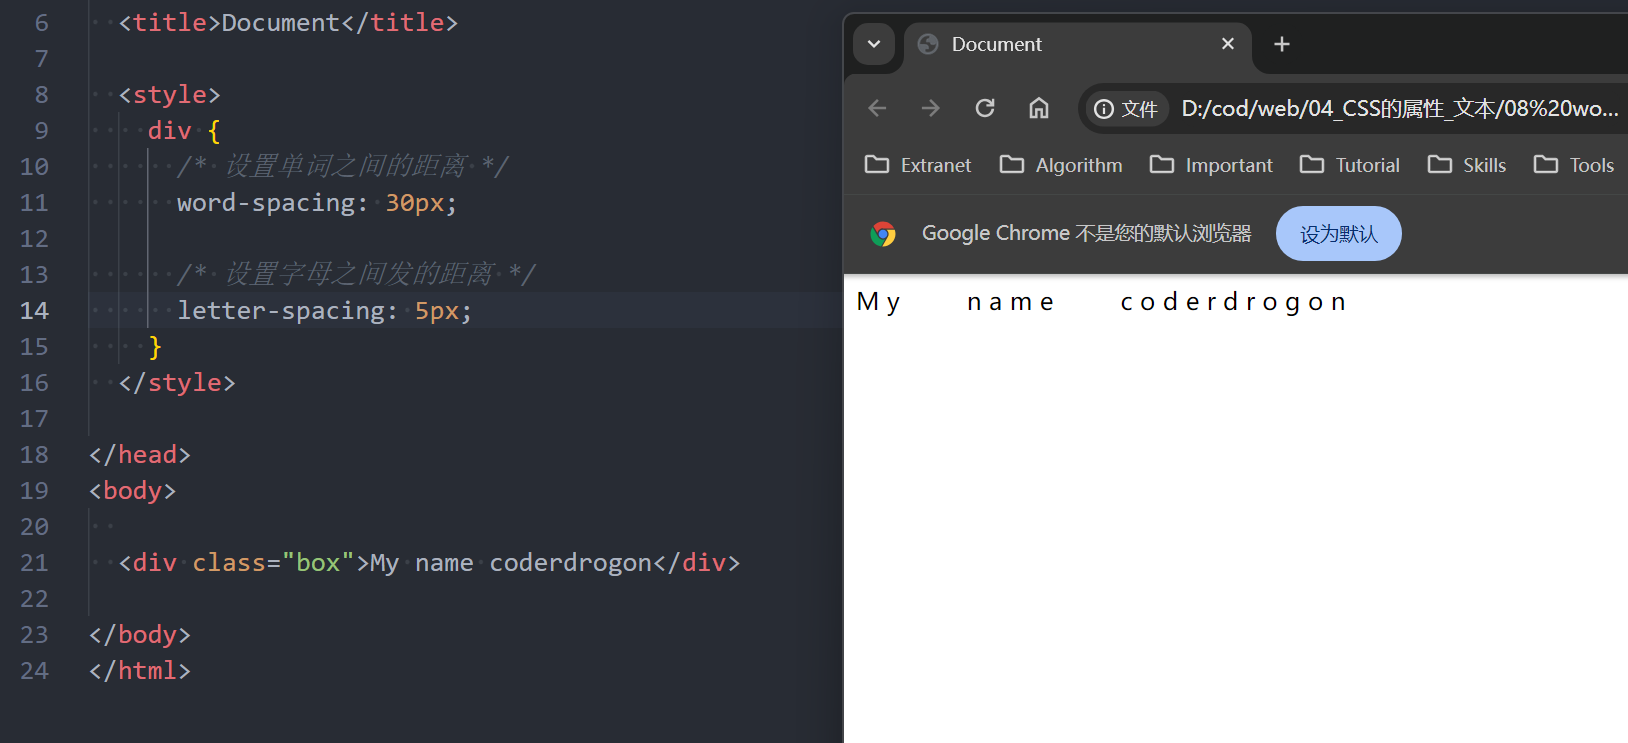 6 <title>Document</title>
7
8 <style>
9 div {
10 /* 设置单词之间的距离 */
11 word-spacing: 30px;
12
13 /* 设置字母之间发的距离 */
14 letter-spacing: 5px;
15 }
16 </style>
17
18 </head>
19 <body>
20
21 <div class="box">My name coderdrogon</div>
22
23 </body>
24 </html>
Document
文件 D:/cod/web/04_CSS的属性_文本/08%20wo...
Extranet Algorithm Important Tutorial Skills Tools
Google Chrome 不是您的默认浏览器 设为默认
My name coderdrogon